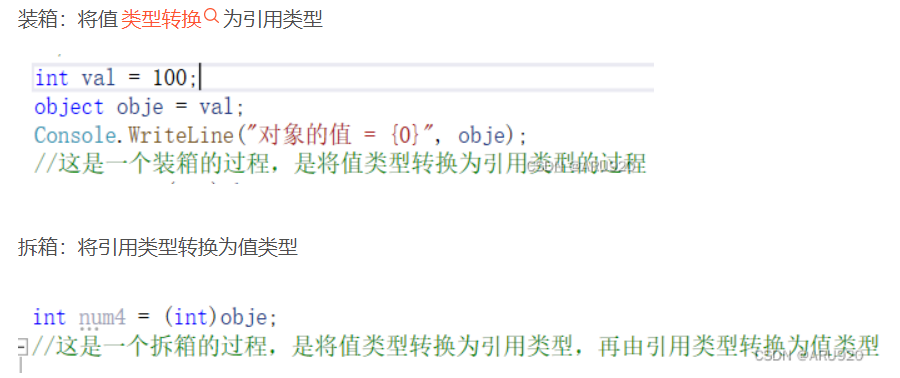 装箱：将值 类型转换 为引用类型
int val = 100;
object obje = val;
Console.WriteLine("对象的值 = {0}", obje);
//这是一个装箱的过程，是将值类型转换为引用类型的过程
CSDN @ARU920
拆箱：将引用类型转换为值类型
int num4 = (int)obje;
//这是一个拆箱的过程，是将值类型转换为引用类型，再由引用类型转换为值类型
CSDN @ARU920